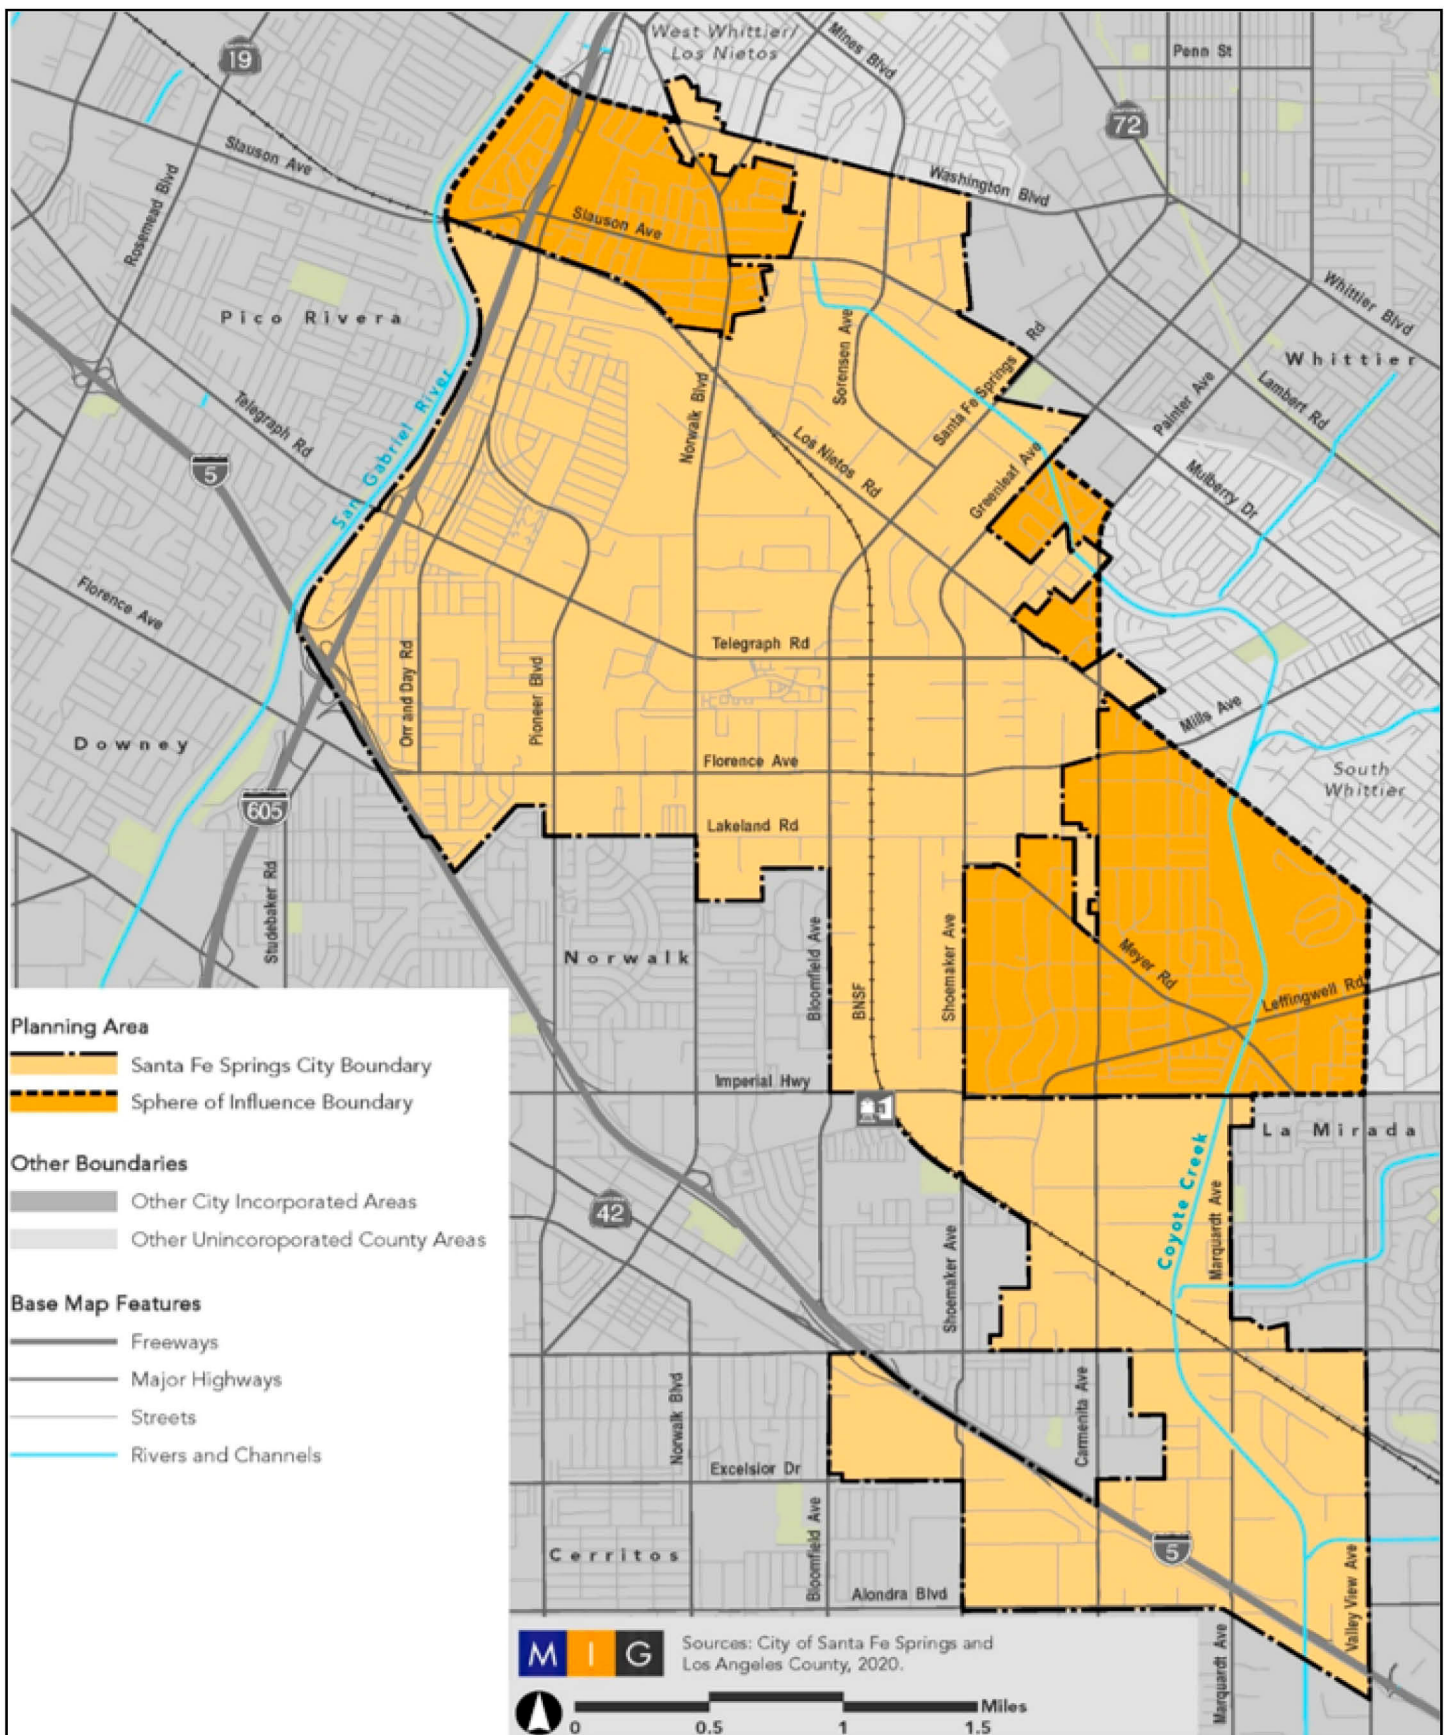 West Whittier/
Los Nietos
Mines Blvd
Penn St
19
72
Slauson Ave
Rosemead Blvd
Washington Blvd
Slauson Ave
Whittier Blvd
Pico Rivera
Whittier
Sorensen Ave
Santa Fe Springs Rd
Painter Ave
Lambert Rd
Telegraph Rd
San Gabriel River
Norwalk Blvd
Los Nietos Rd
Greenleaf Ave
Mulberry Dr
5
Florence Ave
Telegraph Rd
Orr and Day Rd
Pioneer Blvd
Mills Ave
Downey
Florence Ave
South
Whittier
605
Lakeland Rd
Studebaker Rd
Norwalk
Bloomfield Ave
BNSF
Shoemaker Ave
Meyer Rd
Leffingwell Rd
Imperial Hwy
La Mirada
Coyote Creek
Marquardt Ave
42
Shoemaker Ave
Norwalk Blvd
Carmenita Ave
Excelsior Dr
Bloomfield Ave
Cerritos
5
Valley View Ave
Alondra Blvd
Marquardt Ave
Planning Area
Santa Fe Springs City Boundary
Sphere of Influence Boundary
Other Boundaries
Other City Incorporated Areas
Other Unincoroporated County Areas
Base Map Features
Freeways
Major Highways
Streets
Rivers and Channels
MIG
Sources: City of Santa Fe Springs and
Los Angeles County, 2020.
Miles
0 0.5 1 1.5